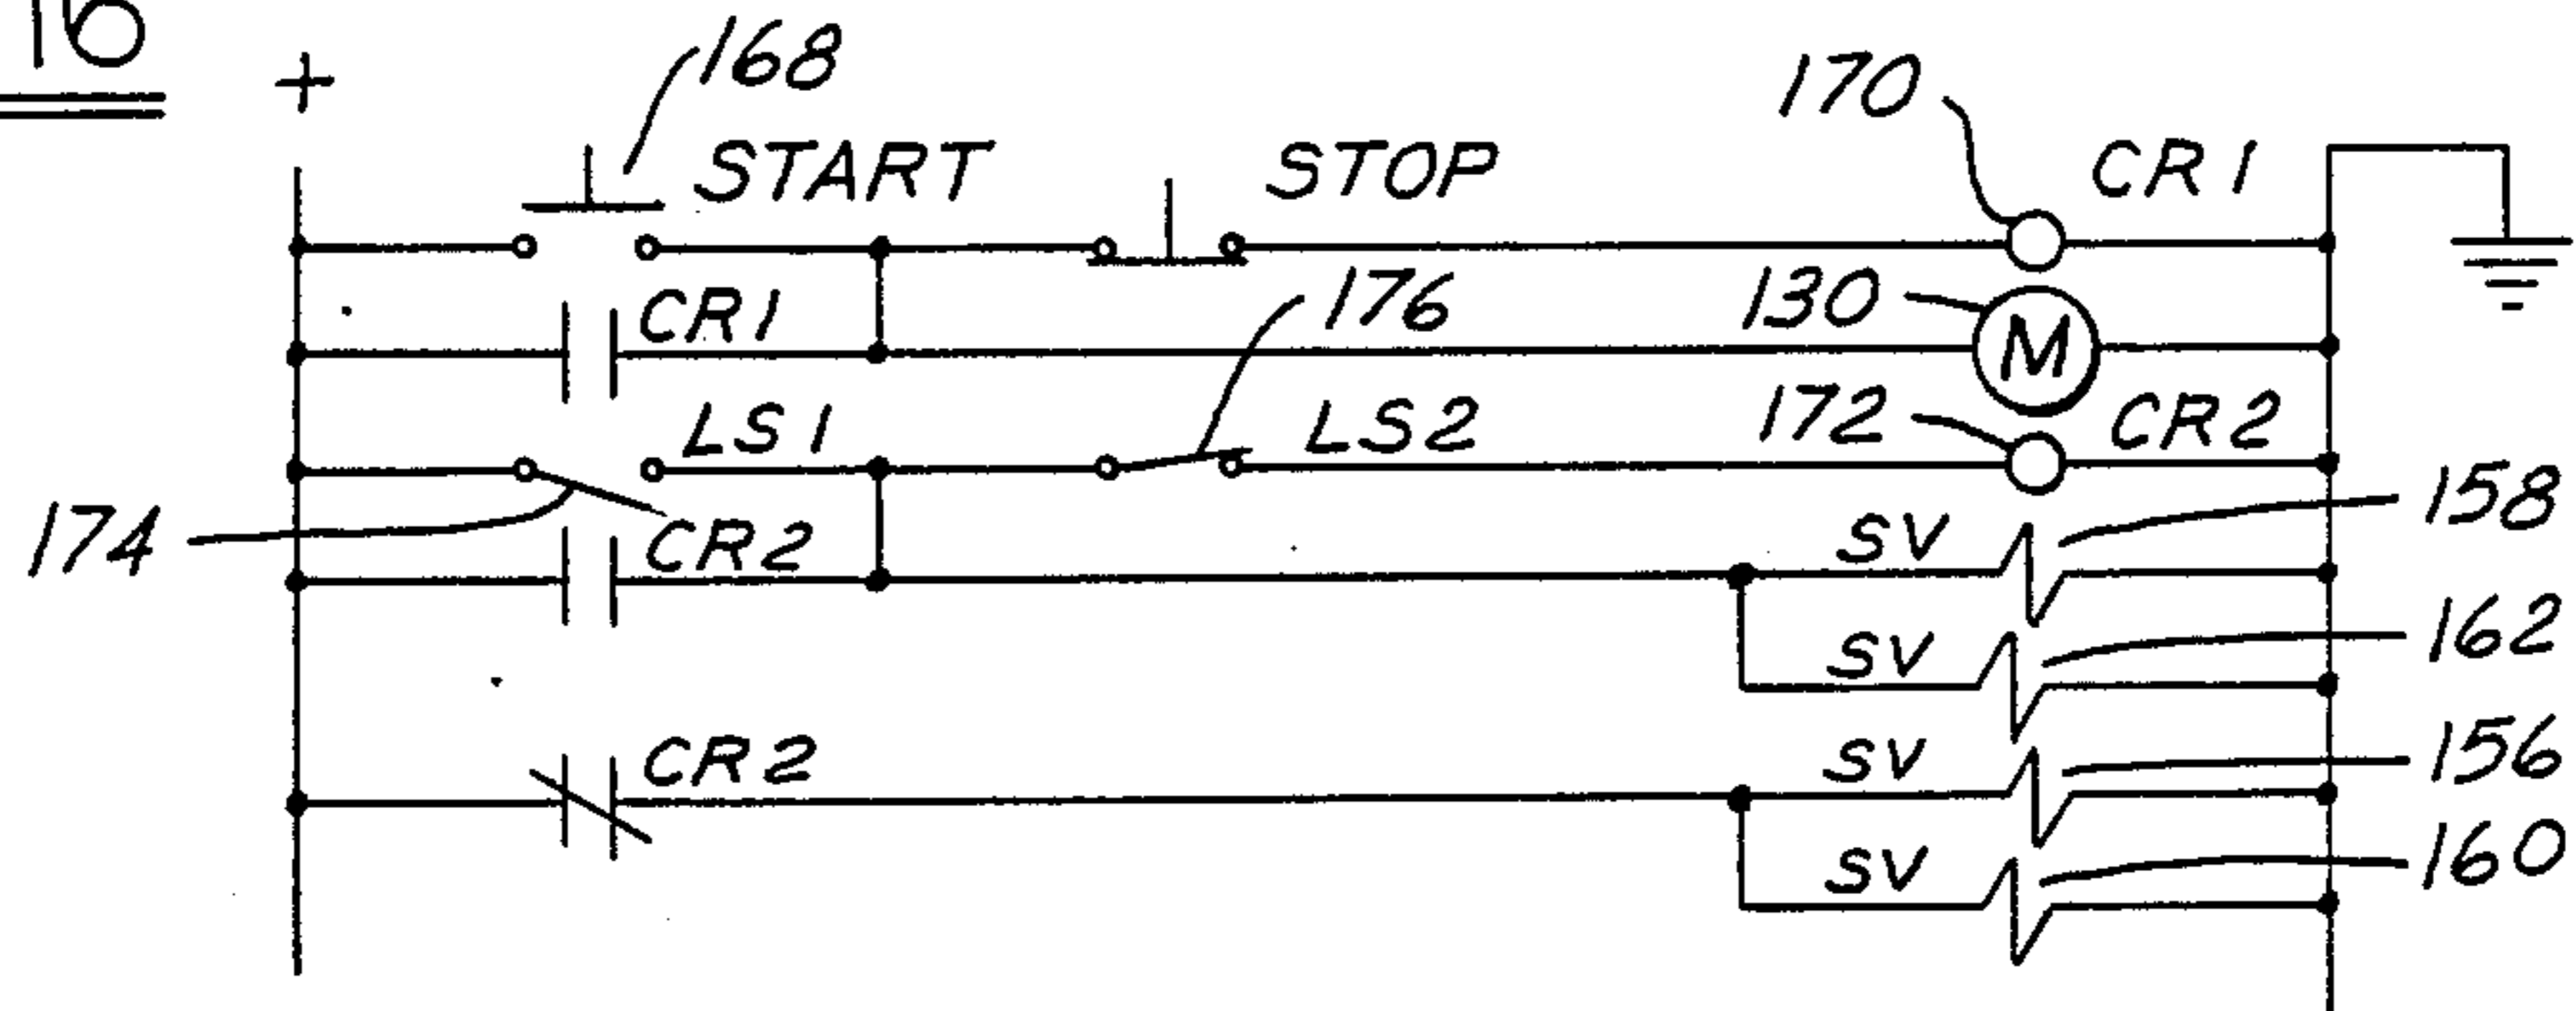 16
+
168
START
STOP
170
CR1
CR1
176
130
M
LS1
LS2
172
CR2
174
CR2
SV
158
SV
162
CR2
SV
156
SV
160